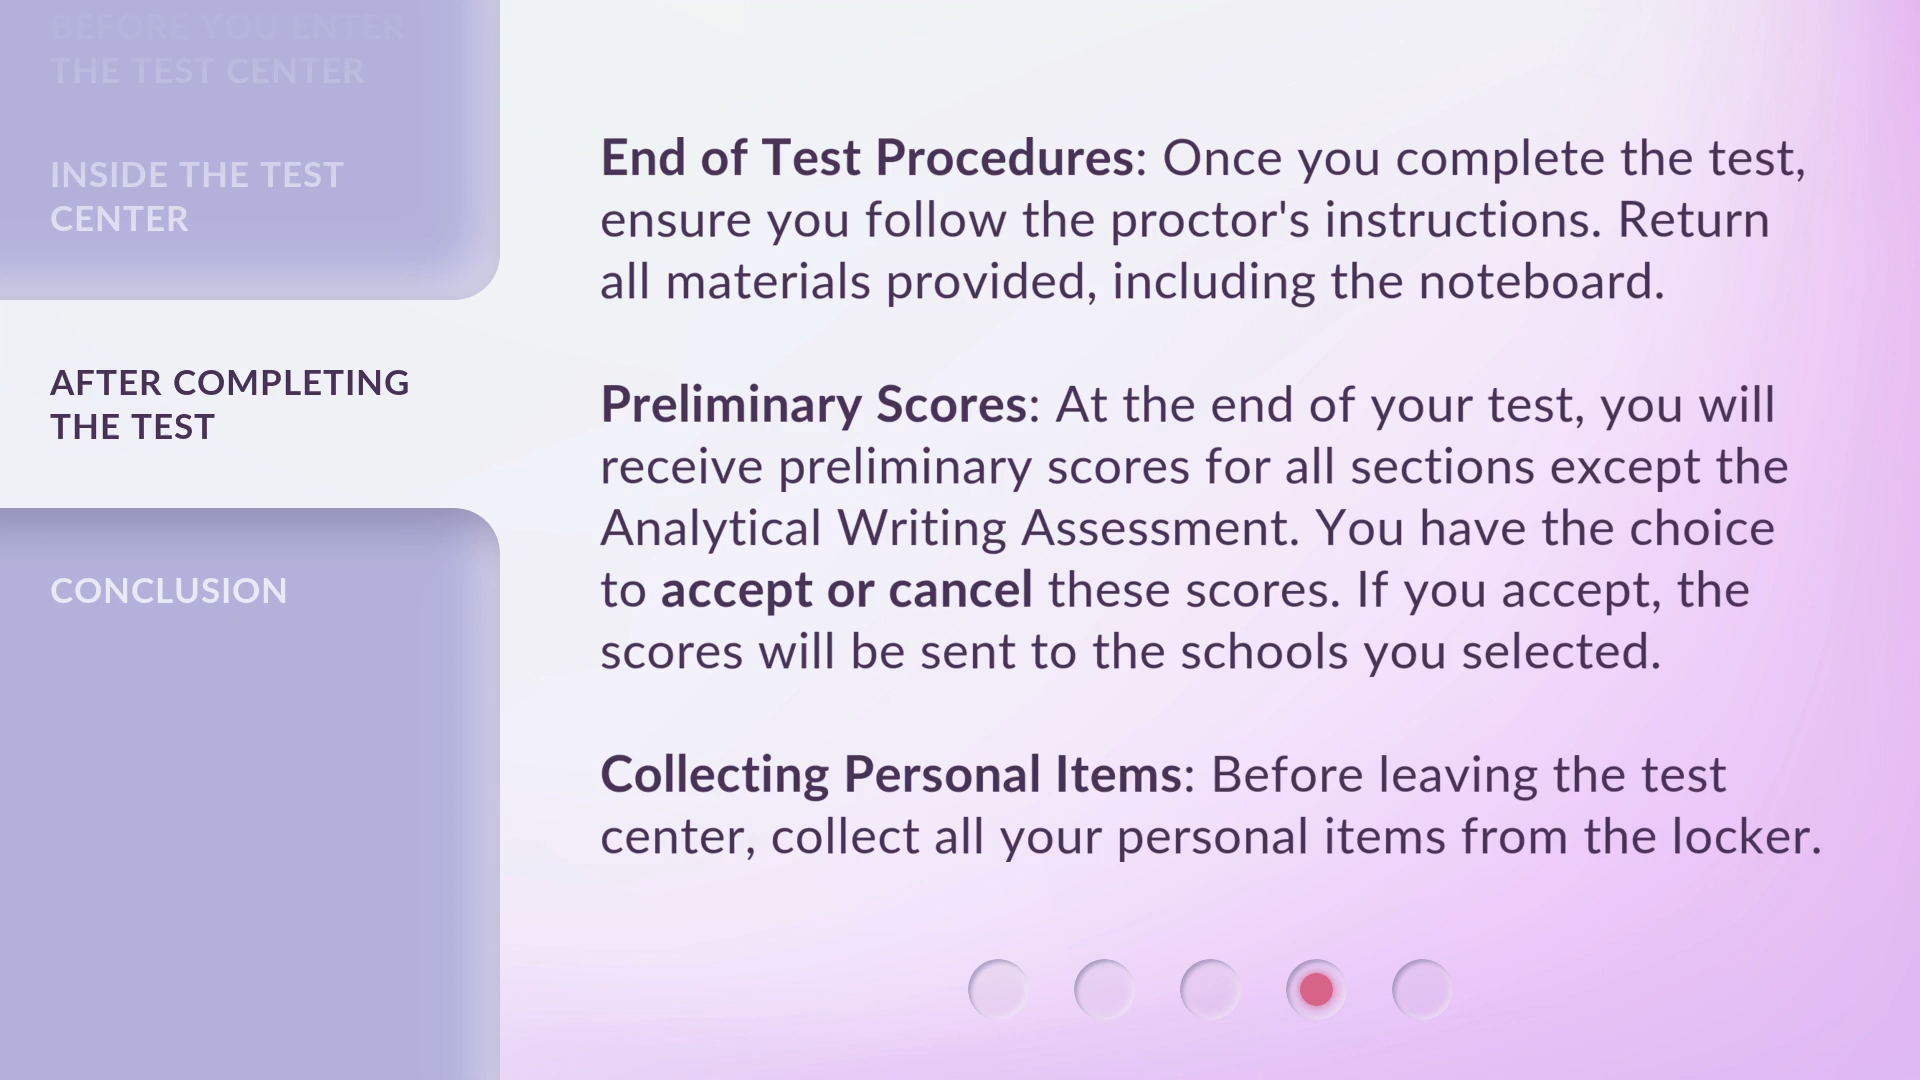 BEFORE YOU ENTER
THE TEST CENTER
INSIDE THE TEST
CENTER
AFTER COMPLETING
THE TEST
CONCLUSION
End of Test Procedures: Once you complete the test,
ensure you follow the proctor's instructions. Return
all materials provided, including the noteboard.
Preliminary Scores: At the end of your test, you will
receive preliminary scores for all sections except the
Analytical Writing Assessment. You have the choice
to accept or cancel these scores. If you accept, the
scores will be sent to the schools you selected.
Collecting Personal Items: Before leaving the test
center, collect all your personal items from the locker.